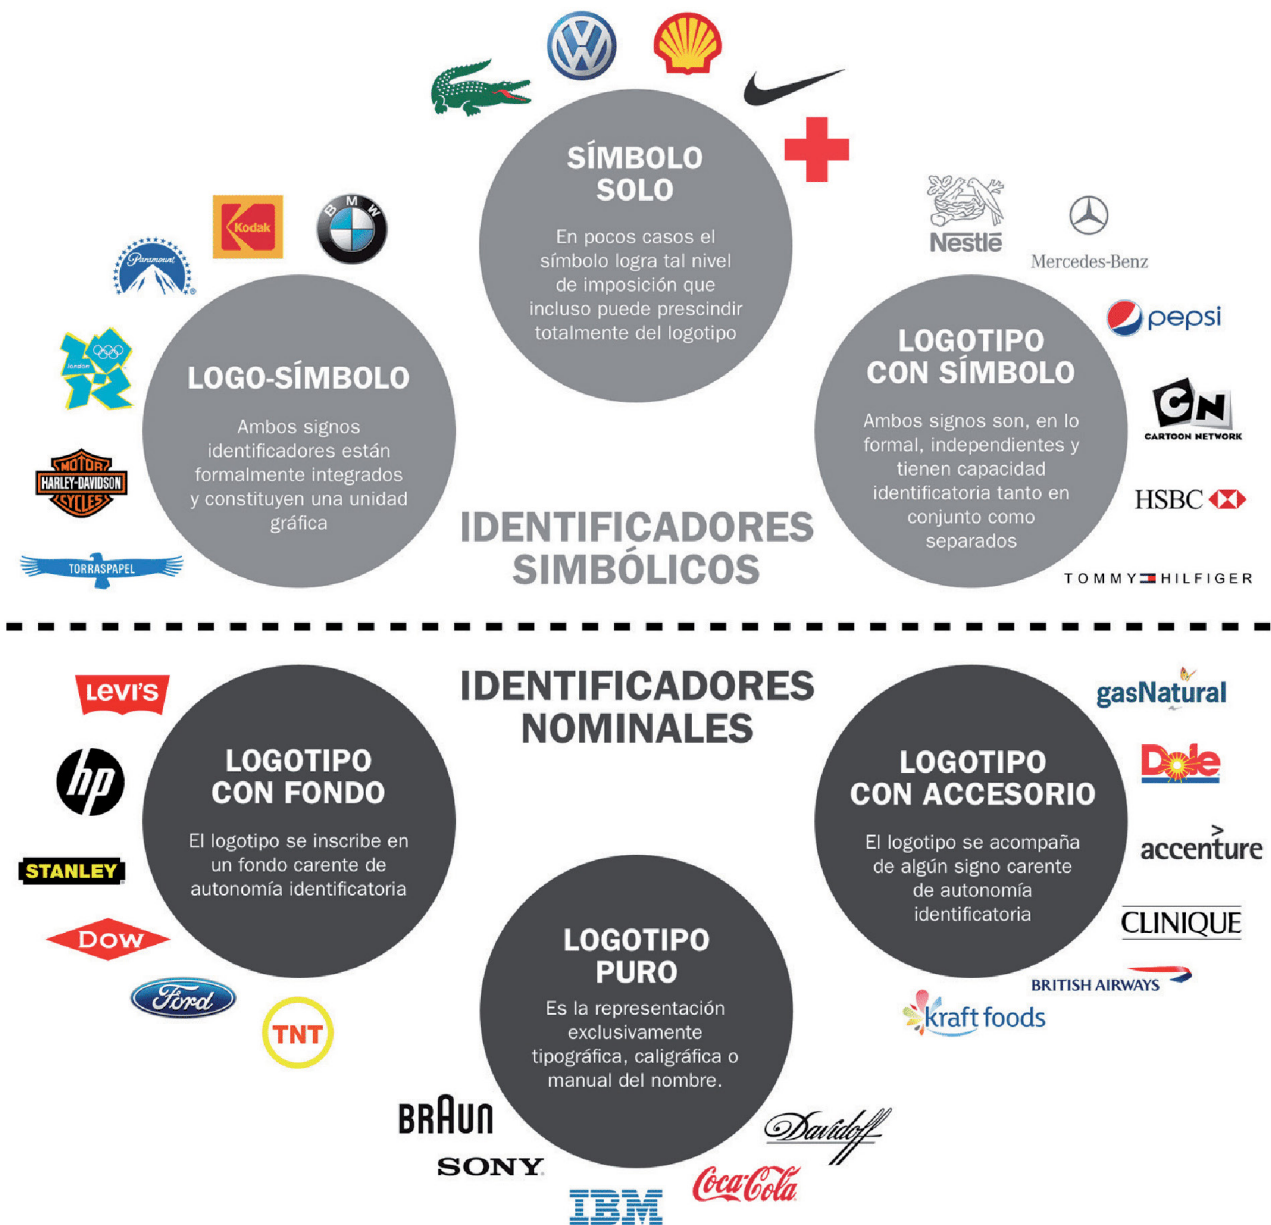 SÍMBOLO
SOLO
En pocos casos el
símbolo logra tal nivel
de imposición que
incluso puede prescindir
totalmente del logotipo
Kodak
BMW
Paramount
london
MOTOR
HARLEY-DAVIDSON
CYCLES
TORRASPAPEL
LOGO-SÍMBOLO
Ambos signos
identificadores están
formalmente integrados
y constituyen una unidad
gráfica
Nestlé
Mercedes-Benz
pepsi
CN
CARTOON NETWORK
HSBC
TOMMY HILFIGER
LOGOTIPO
CON SÍMBOLO
Ambos signos son, en lo
formal, independientes y
tienen capacidad
identificatoria tanto en
conjunto como
separados
IDENTIFICADORES
SIMBÓLICOS
IDENTIFICADORES
NOMINALES
LEVI'S
hp
STANLEY
DOW
Ford
TNT
LOGOTIPO
CON FONDO
El logotipo se inscribe en
un fondo carente de
autonomía identificatoria
LOGOTIPO
PURO
Es la representación
exclusivamente
tipográfica, caligráfica o
manual del nombre.
BRAUN
SONY
IBM
Coca-Cola
Davidoff
LOGOTIPO
CON ACCESORIO
El logotipo se acompaña
de algún signo carente
de autonomía
identificatoria
gasNatural
Dole
accenture
CLINIQUE
BRITISH AIRWAYS
kraft foods